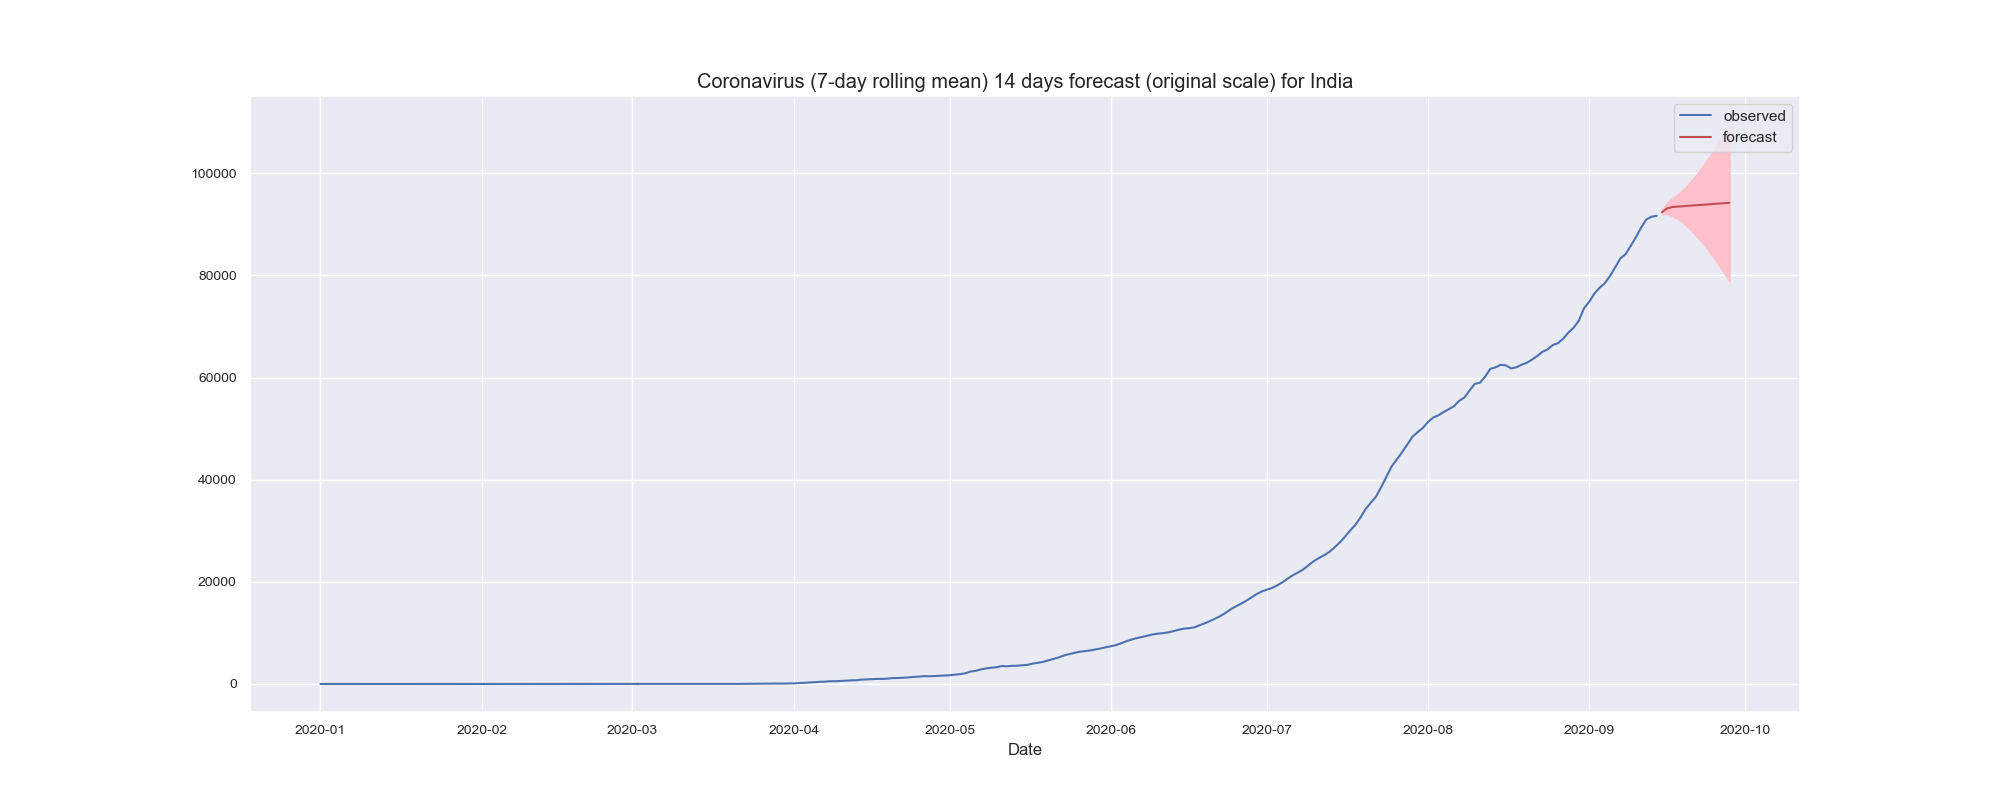 Coronavirus (7-day rolling mean) 14 days forecast (original scale) for India
observed
forecast
100000
80000
60000
40000
20000
0
2020-01 2020-02 2020-03 2020-04 2020-05 2020-06 2020-07 2020-08 2020-09 2020-10
Date